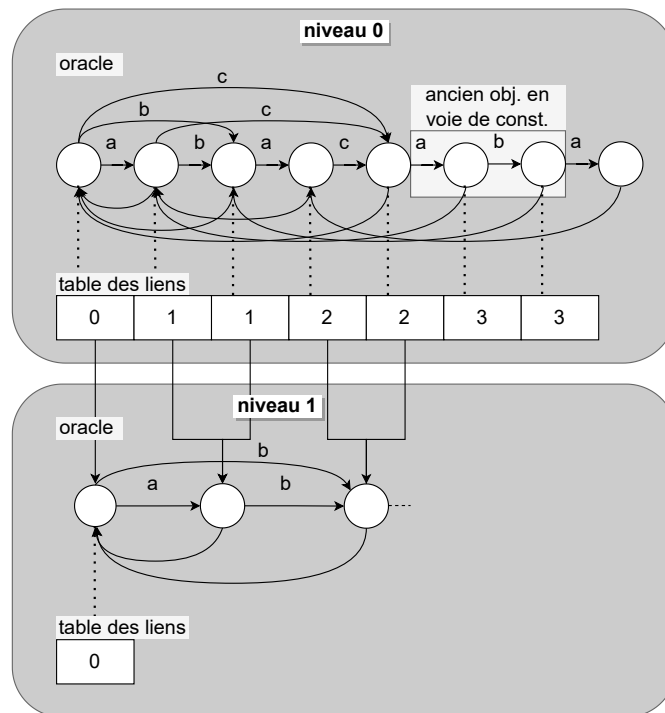 niveau 0
oracle
c
ancien obj. en
voie de const.
b
c
a
b
a
c
a
b
a
table des liens
0 1 1 2 2 3 3
niveau 1
oracle
b
a
b
table des liens
0